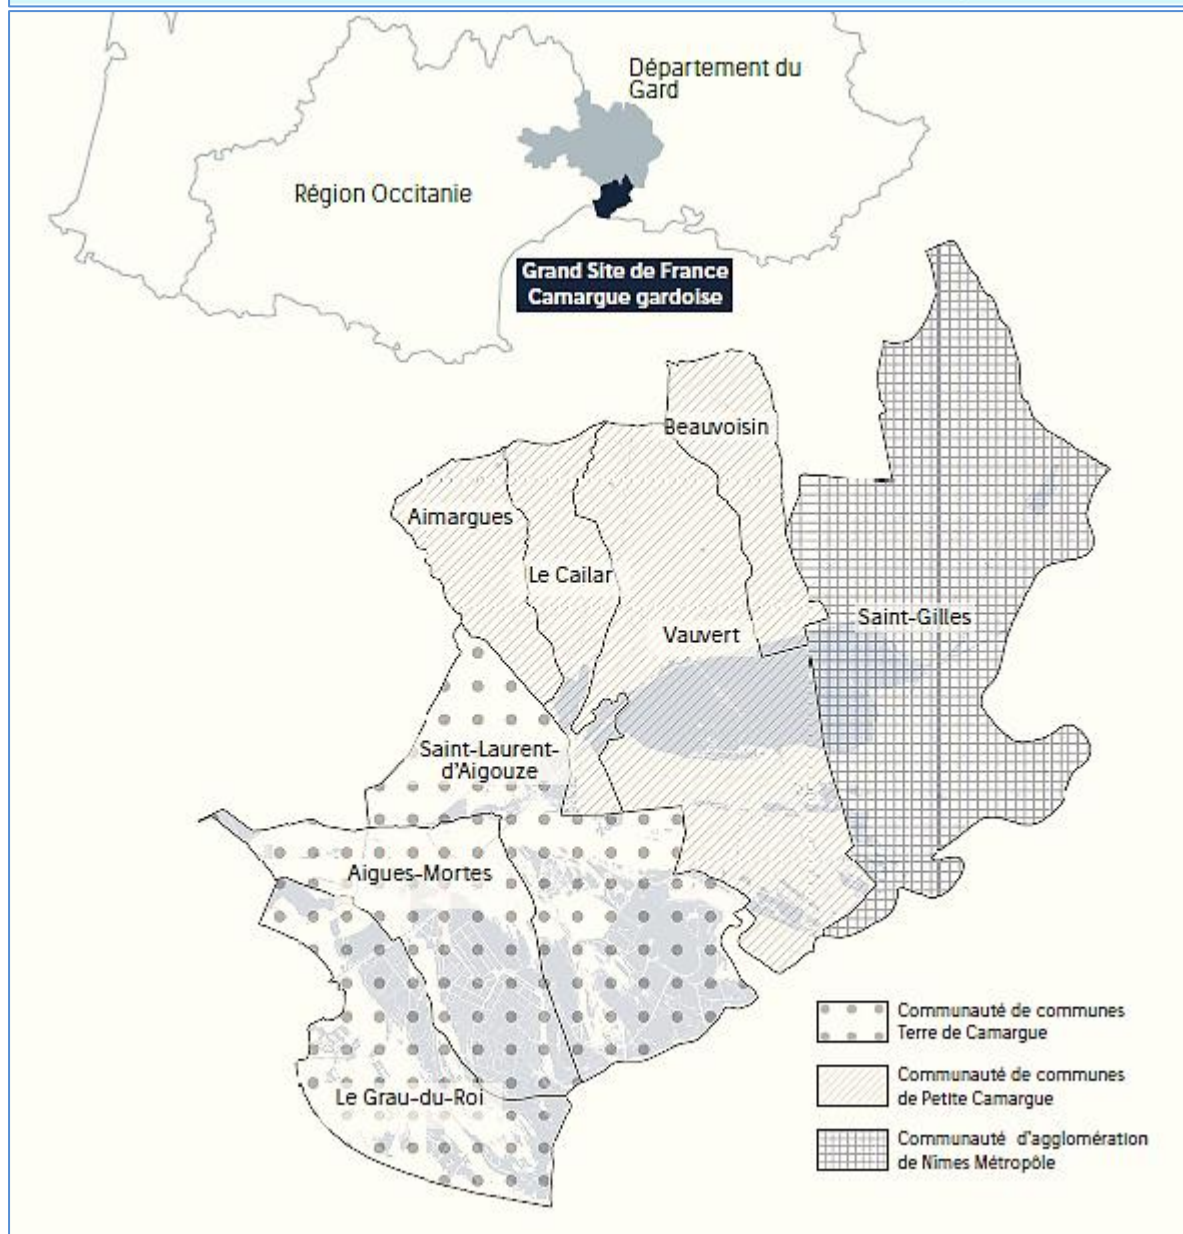 Département du
Gard
Région Occitanie
Grand Site de France
Camargue gardoise
Beauvoisin
Aimargues
Le Cailar
Saint-Gilles
Vauvert
Saint-Laurent-
d'Aigouze
Aigues-Mortes
Le Grau-du-Roi
Communauté de communes
Terre de Camargue
Communauté de communes
de Petite Camargue
Communauté d'agglomération
de Nîmes Métropôle